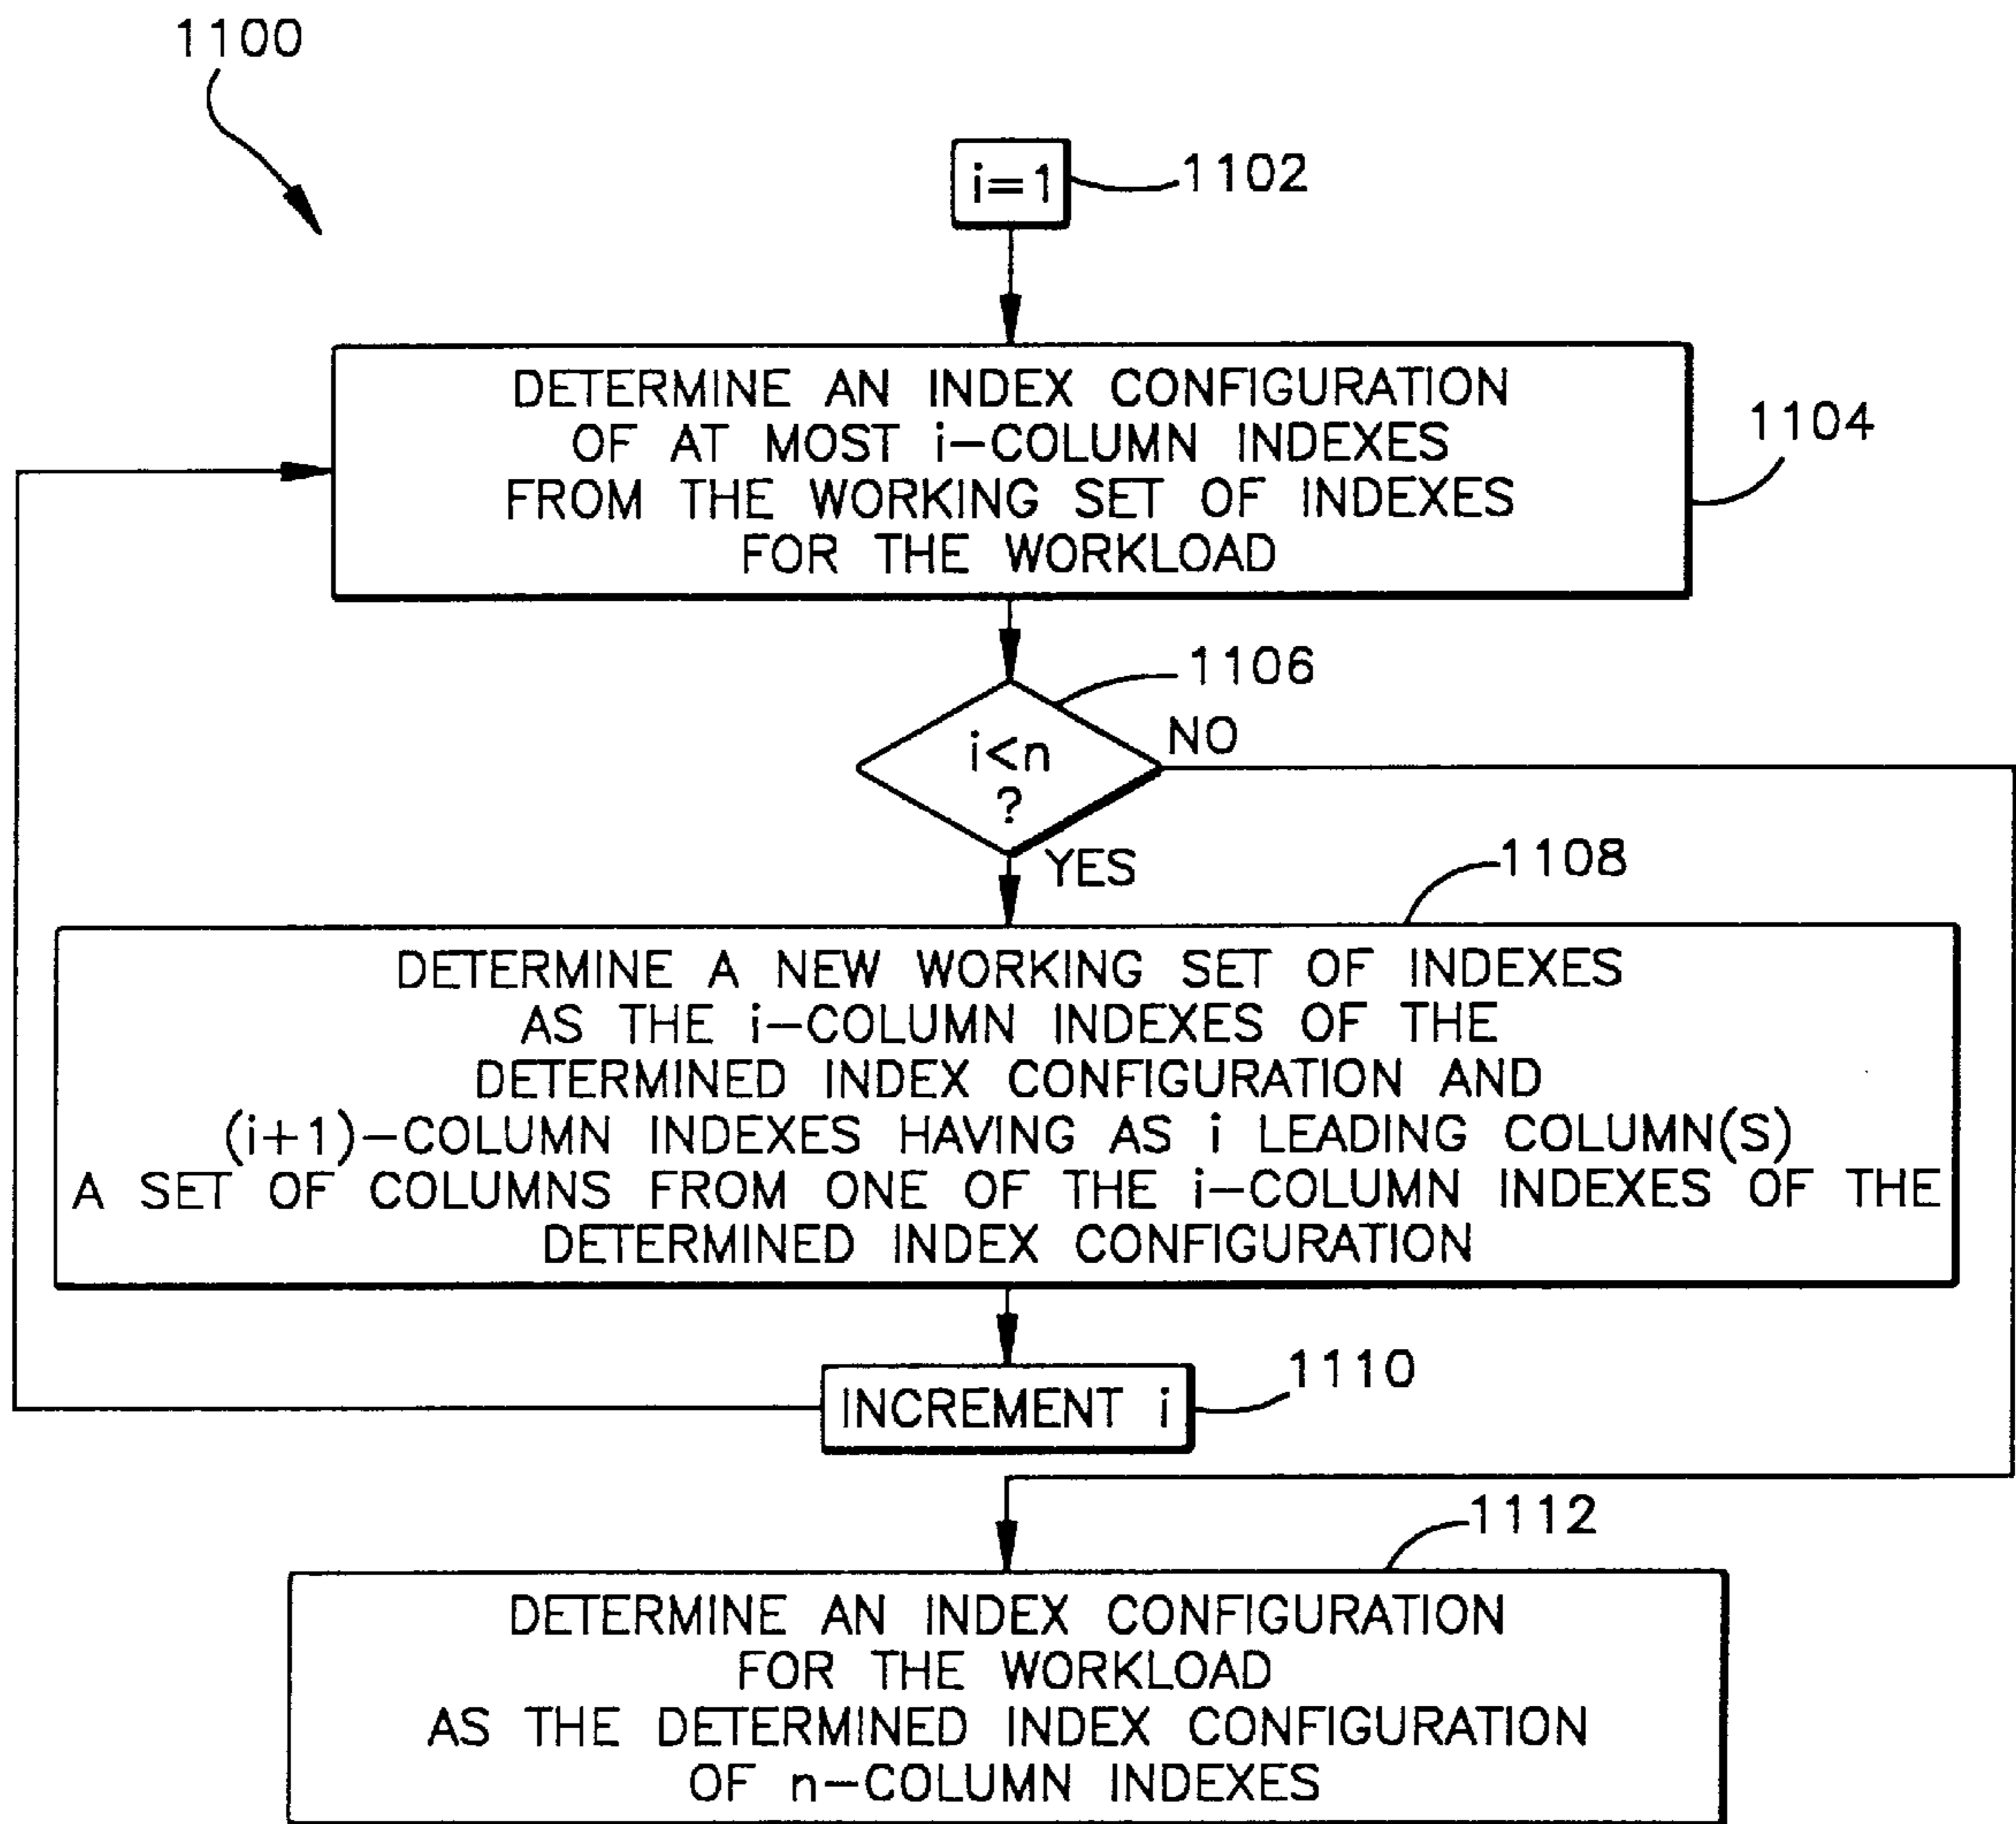 1100
i=1
1102
DETERMINE AN INDEX CONFIGURATION
OF AT MOST i-COLUMN INDEXES
FROM THE WORKING SET OF INDEXES
FOR THE WORKLOAD
1104
1106
i<n
?
NO
YES
1108
DETERMINE A NEW WORKING SET OF INDEXES
AS THE i-COLUMN INDEXES OF THE
DETERMINED INDEX CONFIGURATION AND
(i+1)-COLUMN INDEXES HAVING AS i LEADING COLUMN(S)
A SET OF COLUMNS FROM ONE OF THE i-COLUMN INDEXES OF THE
DETERMINED INDEX CONFIGURATION
INCREMENT i
1110
1112
DETERMINE AN INDEX CONFIGURATION
FOR THE WORKLOAD
AS THE DETERMINED INDEX CONFIGURATION
OF n-COLUMN INDEXES